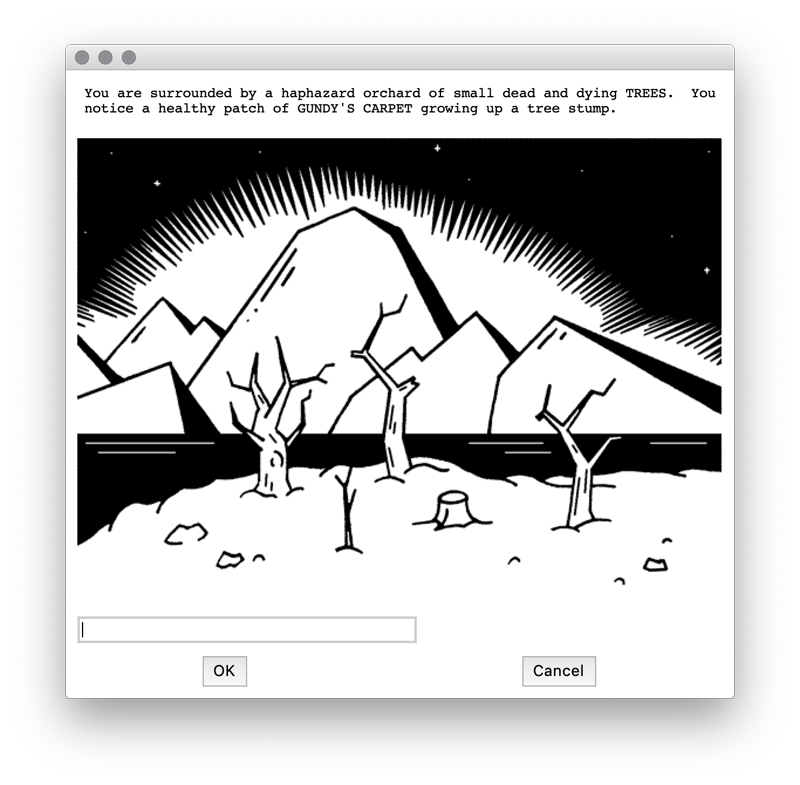 You are surrounded by a haphazard orchard of small dead and dying TREES.  You
notice a healthy patch of GUNDY'S CARPET growing up a tree stump.
OK
Cancel